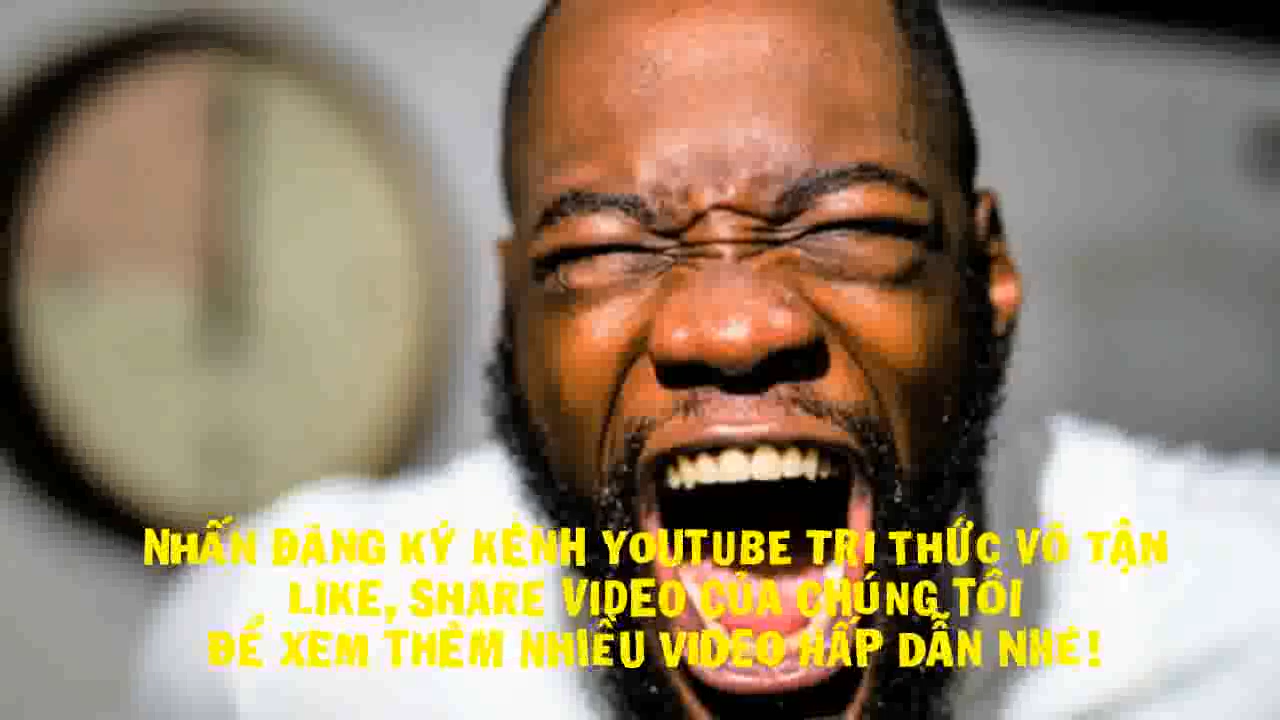 NHẤN ĐĂNG KÝ KÊNH YOUTUBE TRI THỨC VÔ TẬN
LIKE, SHARE VIDEO CỦA CHÚNG TÔI
ĐỂ XEM THÊM NHIỀU VIDEO HẤP DẪN NHÉ!